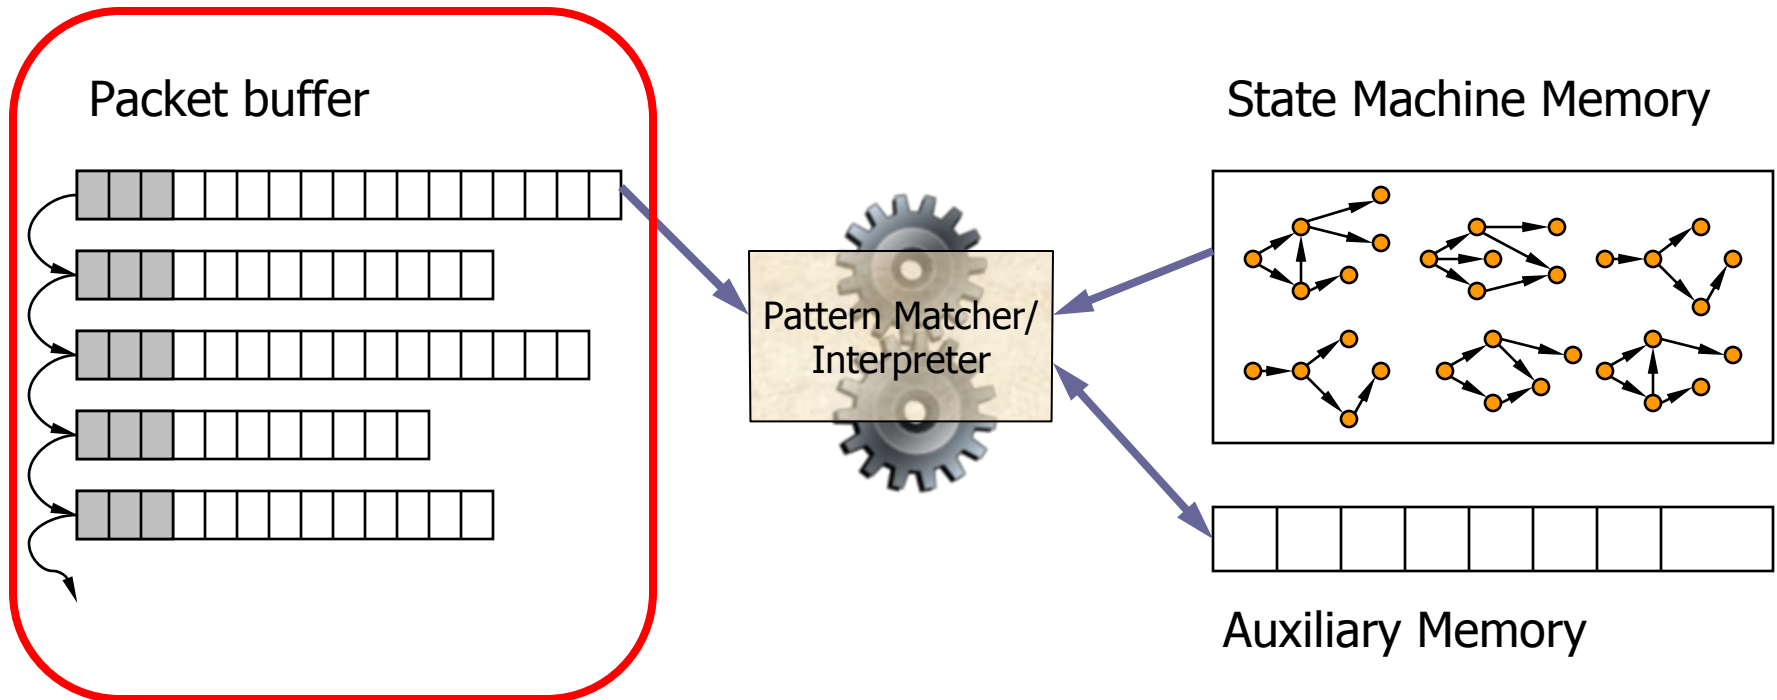 Packet buffer
State Machine Memory
Pattern Matcher/
Interpreter
Auxiliary Memory